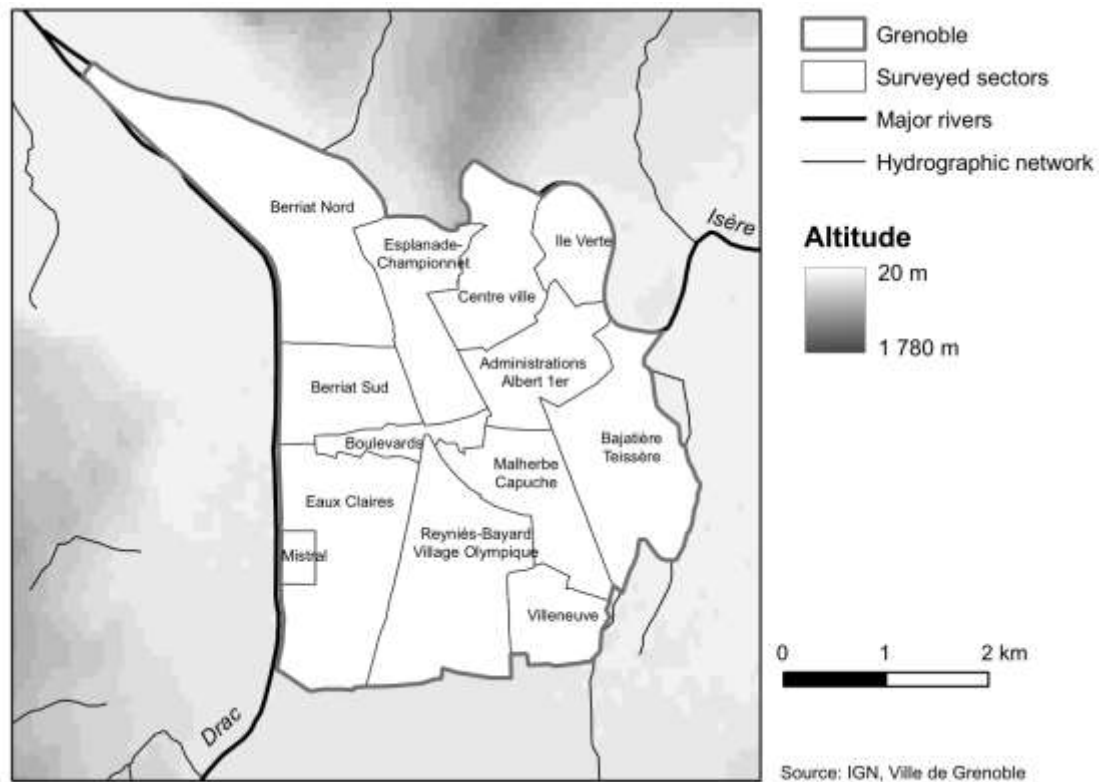 Grenoble
Surveyed sectors
Major rivers
Hydrographic network
Altitude
20 m
1 780 m
Isère
Berriat Nord
Esplanade-
Championnet
Ile Verte
Centre ville
Administrations
Albert 1er
Berriat Sud
Boulevards
Bajatière
Teissère
Malherbe
Capuche
Eaux Claires
Reyniés-Bayard
Village Olympique
Mistral
Villeneuve
Drac
0 1 2 km
Source: IGN, Ville de Grenoble